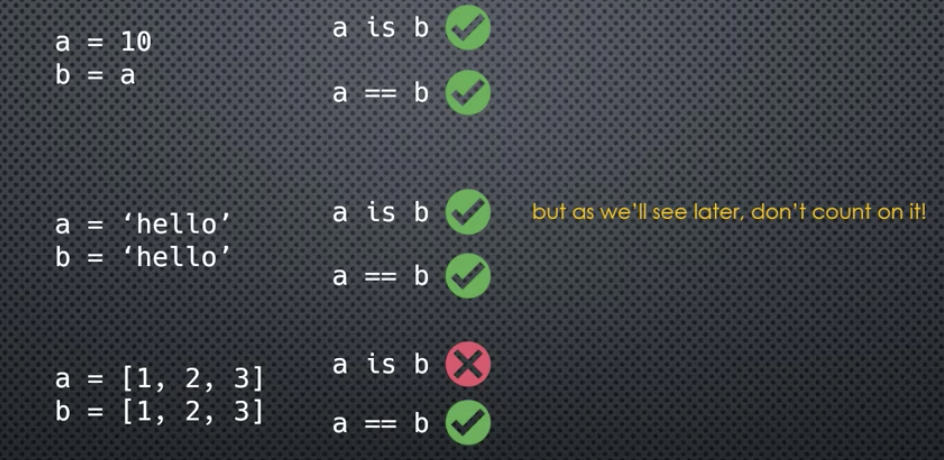 a = 10
b = a
a is b
a == b
a = ‘hello’
b = ‘hello’
a is b
but as we’ll see later, don’t count on it!
a == b
a = [1, 2, 3]
b = [1, 2, 3]
a is b
a == b